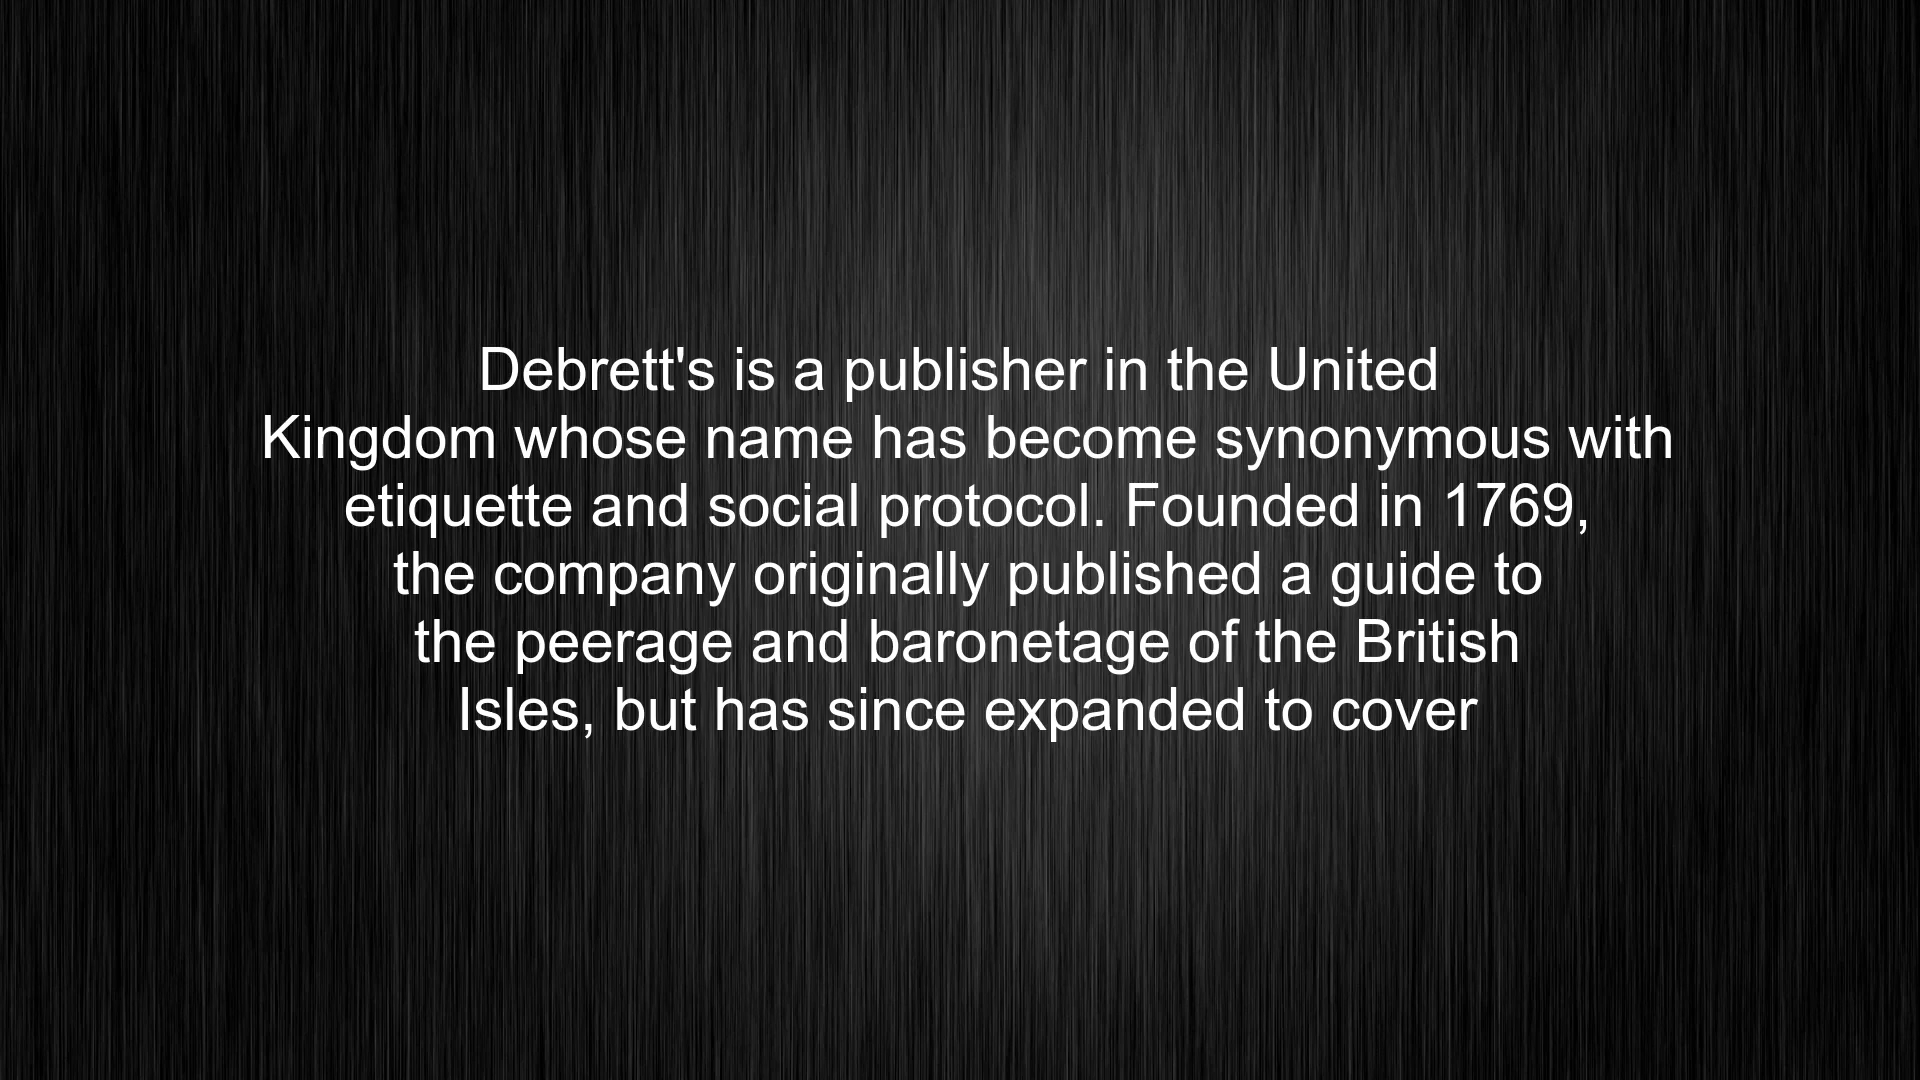 Debrett's is a publisher in the United
Kingdom whose name has become synonymous with
etiquette and social protocol. Founded in 1769,
the company originally published a guide to
the peerage and baronetage of the British
Isles, but has since expanded to cover